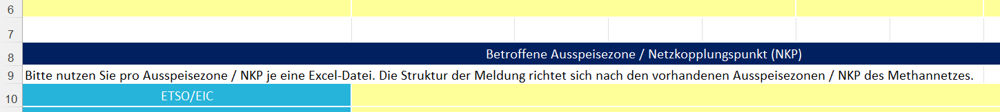 6
7
8 Betroffene Ausspeisezone / Netzkopplungspunkt (NKP)
9 Bitte nutzen Sie pro Ausspeisezone / NKP je eine Excel-Datei. Die Struktur der Meldung richtet sich nach den vorhandenen Ausspeisezonen / NKP des Methannetzes.
10 ETSO/EIC